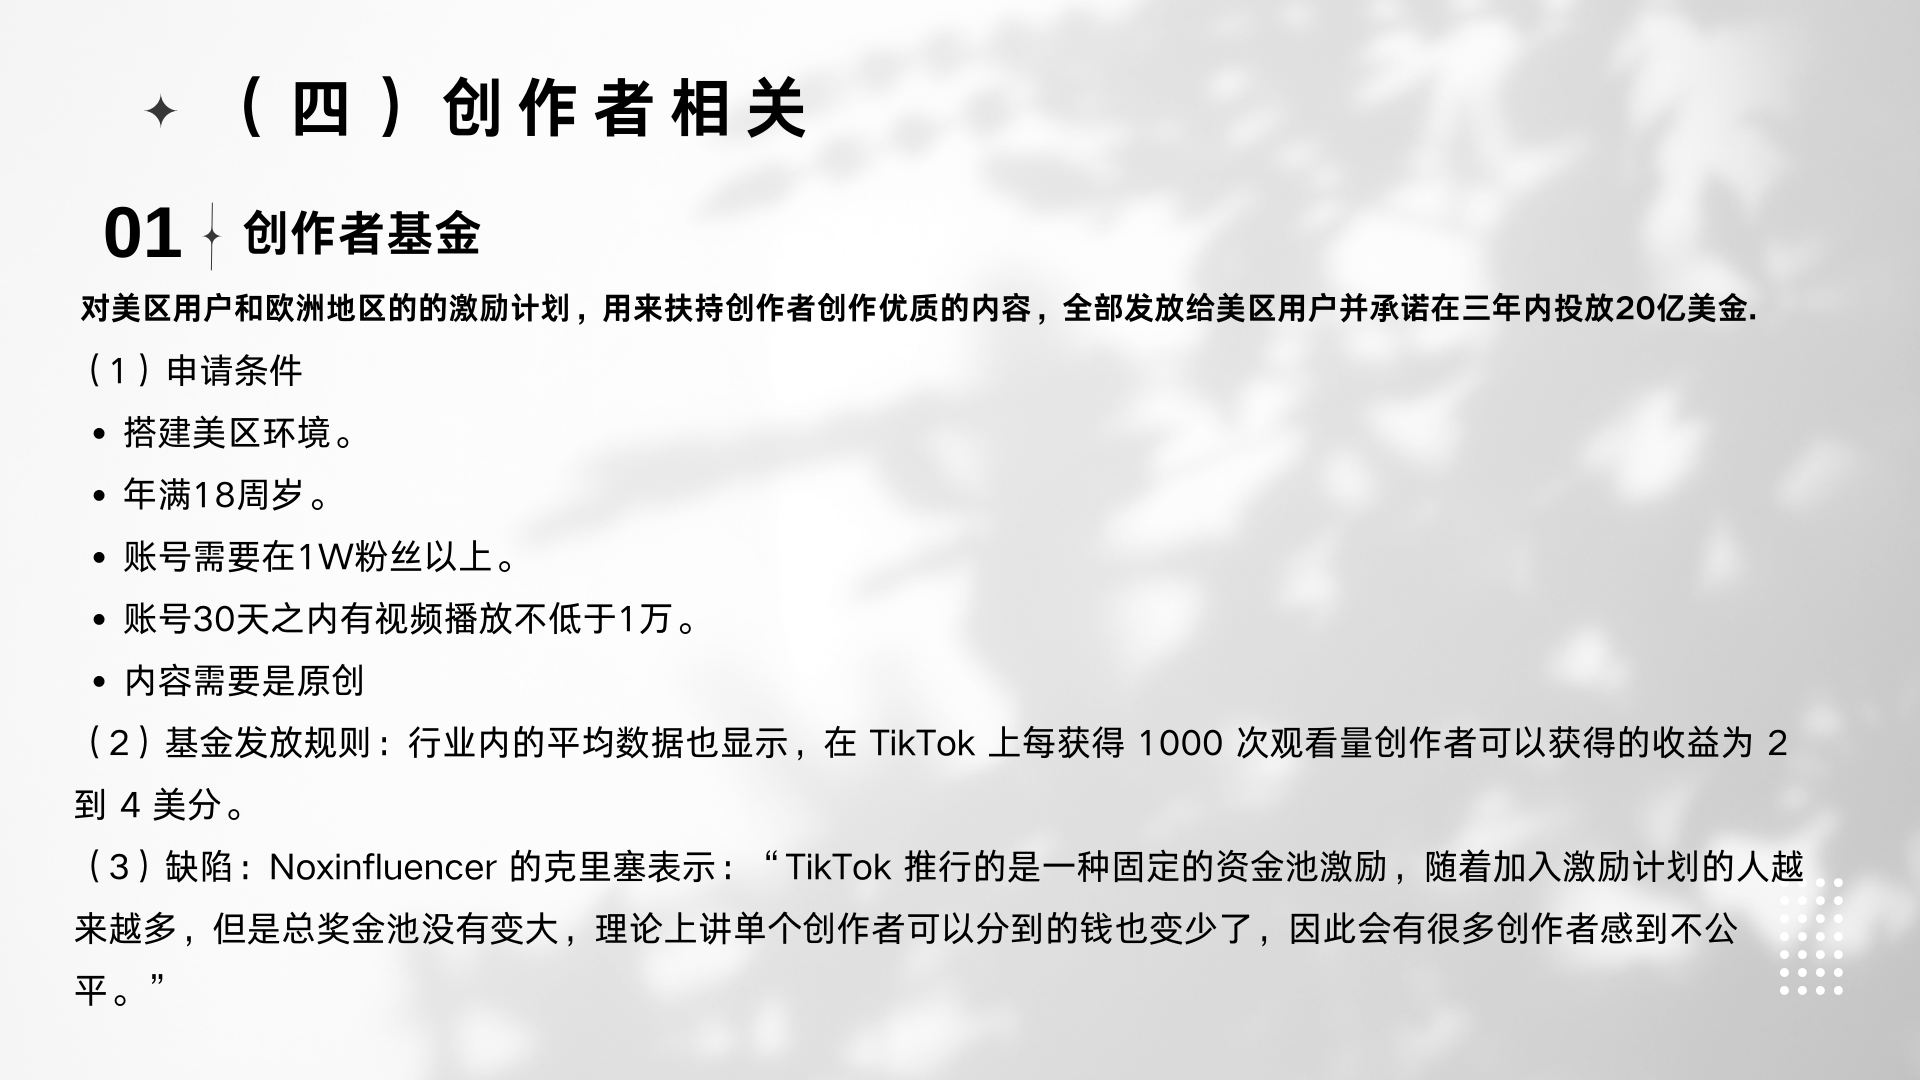 （四）创作者相关
01 创作者基金
对美区用户和欧洲地区的的激励计划，用来扶持创作者创作优质的内容，全部发放给美区用户并承诺在三年内投放20亿美金.
（1）申请条件
• 搭建美区环境。
• 年满18周岁。
• 账号需要在1W粉丝以上。
• 账号30天之内有视频播放不低于1万。
• 内容需要是原创
（2）基金发放规则：行业内的平均数据也显示，在 TikTok 上每获得 1000 次观看量创作者可以获得的收益为 2
到 4 美分。
（3）缺陷：Noxinfluencer 的克里塞表示：“TikTok 推行的是一种固定的资金池激励，随着加入激励计划的人越
来越多，但是总奖金池没有变大，理论上讲单个创作者可以分到的钱也变少了，因此会有很多创作者感到不公
平。”